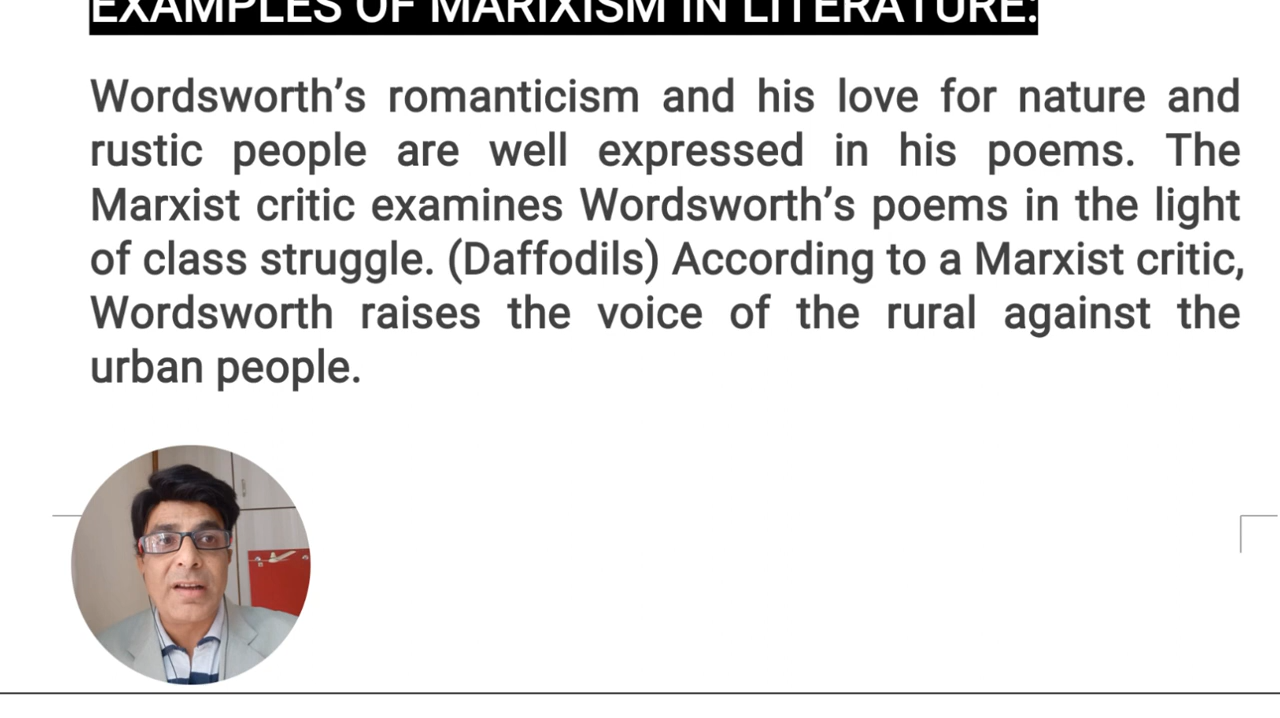 EXAMPLES OF MARIXISM IN LITERATURE:
Wordsworth's romanticism and his love for nature and
rustic people are well expressed in his poems. The
Marxist critic examines Wordsworth's poems in the light
of class struggle. (Daffodils) According to a Marxist critic,
Wordsworth raises the voice of the rural against the
urban people.